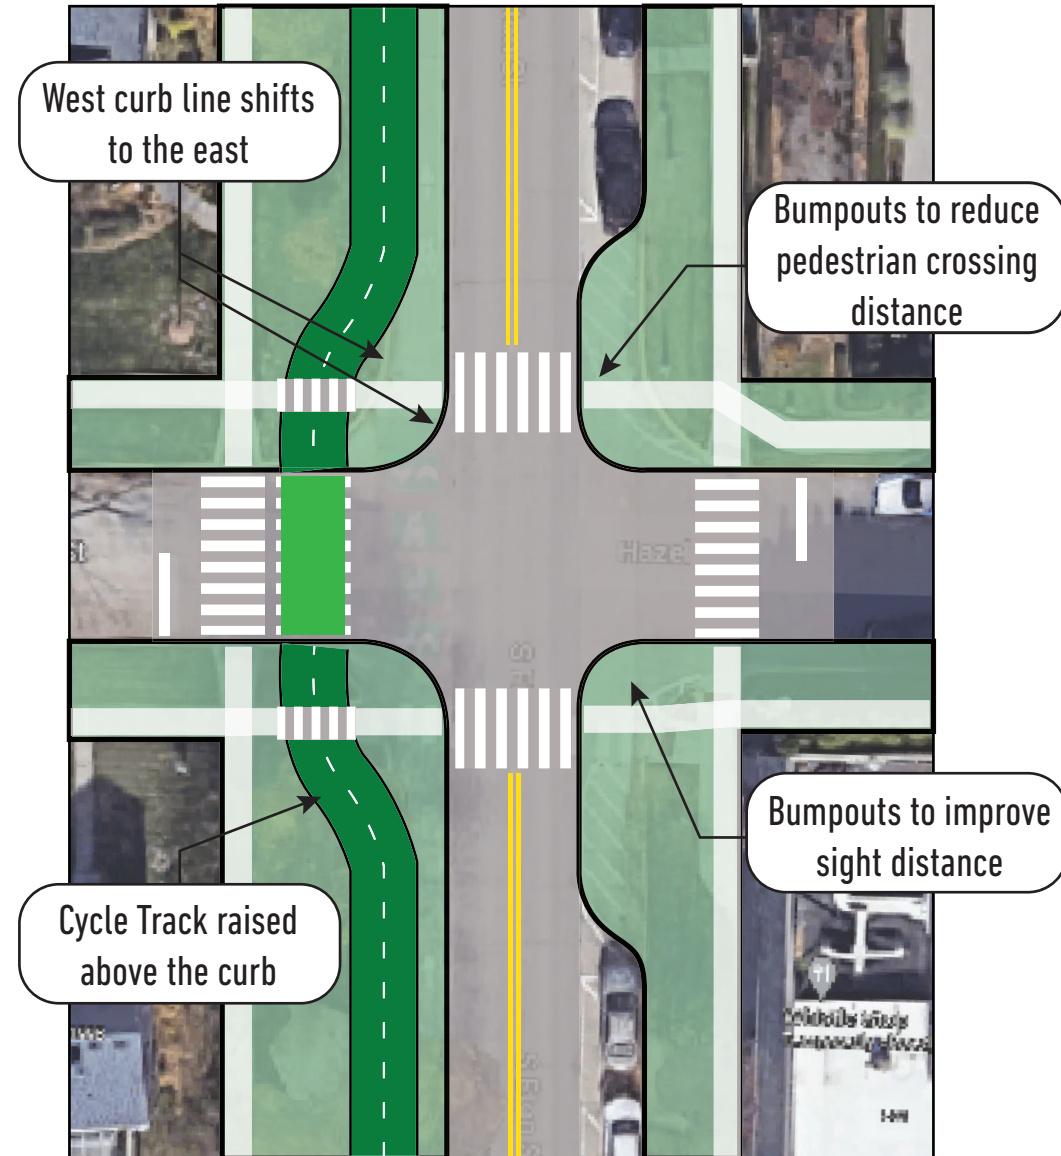 West curb line shifts
to the east
Bumpouts to reduce
pedestrian crossing
distance
st
Hazel
Bumpouts to improve
sight distance
Cycle Track raised
above the curb